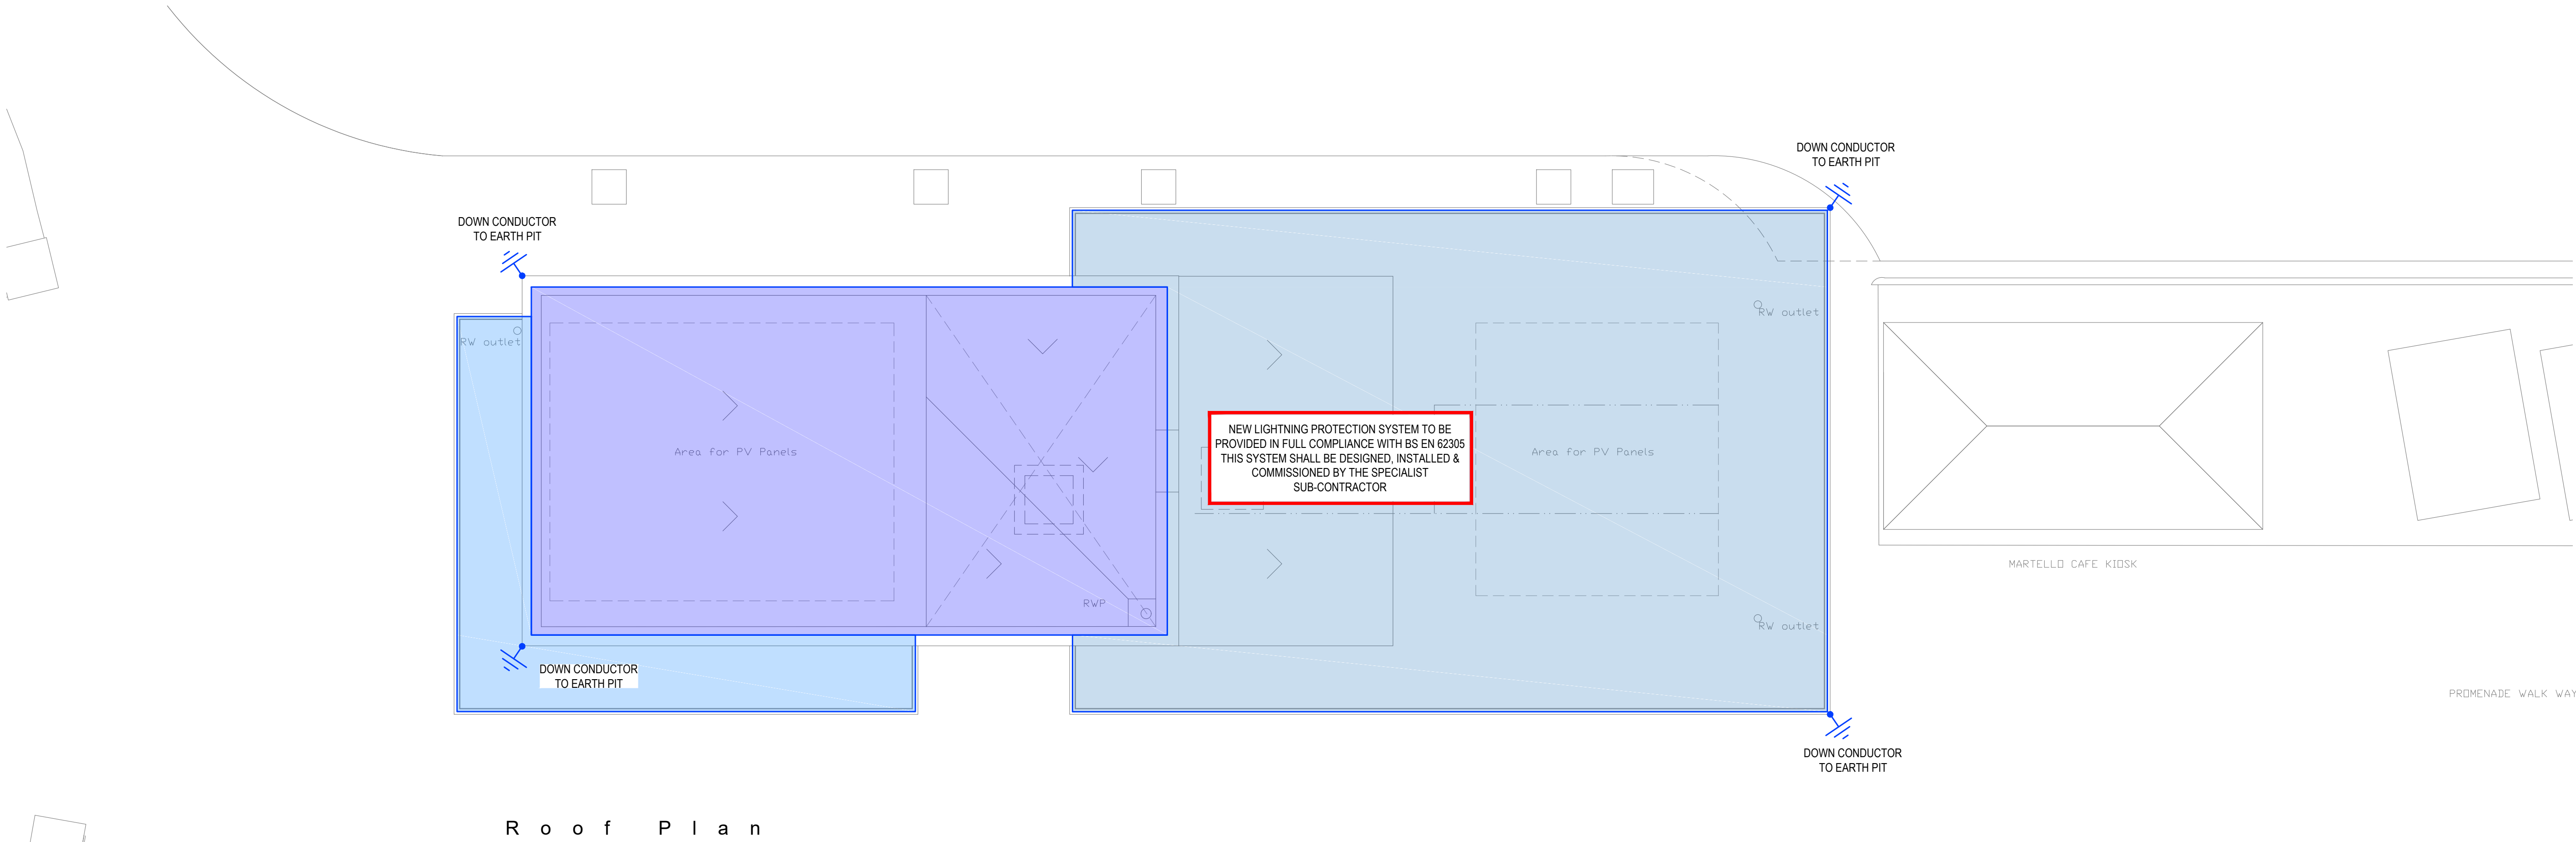 DOWN CONDUCTOR
TO EARTH PIT
DOWN CONDUCTOR
TO EARTH PIT
RW outlet
RW outlet
Area for PV Panels
NEW LIGHTNING PROTECTION SYSTEM TO BE
PROVIDED IN FULL COMPLIANCE WITH BS EN 62305
THIS SYSTEM SHALL BE DESIGNED, INSTALLED &
COMMISSIONED BY THE SPECIALIST
SUB-CONTRACTOR
Area for PV Panels
MARTELLO CAFE KIOSK
RWP
RW outlet
DOWN CONDUCTOR
TO EARTH PIT
PROMENADE WALK WAY
DOWN CONDUCTOR
TO EARTH PIT
Roof Plan